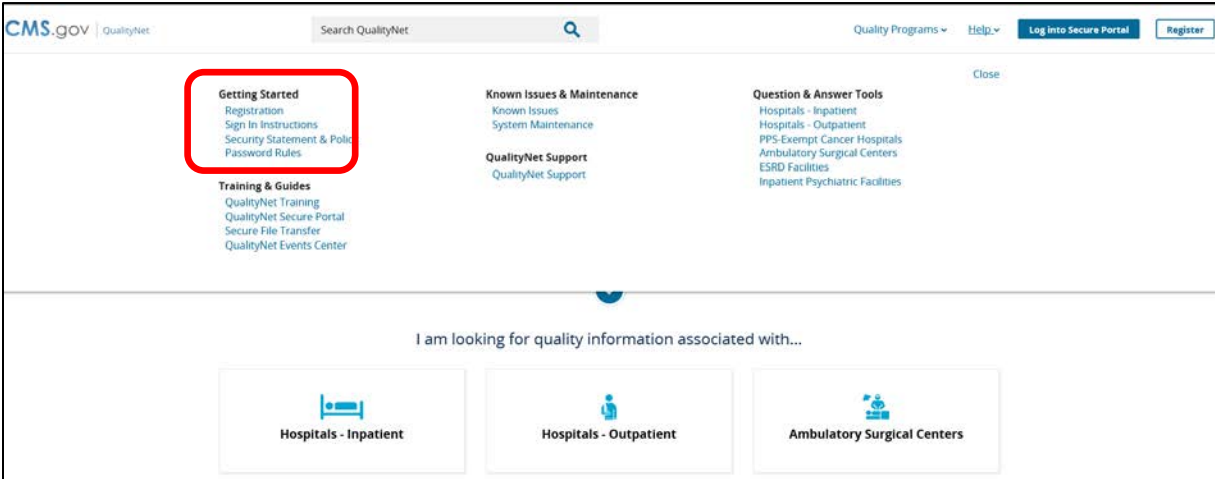 CMS.gov | QualityNet
Search QualityNet
Quality Programs
Help
Log into Secure Portal
Register
Close
Getting Started
Registration
Sign In Instructions
Security Statement & Polic
Password Rules
Training & Guides
QualityNet Training
QualityNet Secure Portal
Secure File Transfer
QualityNet Events Center
Known Issues & Maintenance
Known Issues
System Maintenance
QualityNet Support
QualityNet Support
Question & Answer Tools
Hospitals - Inpatient
Hospitals - Outpatient
PPS-Exempt Cancer Hospitals
Ambulatory Surgical Centers
ESRD Facilities
Inpatient Psychiatric Facilities
I am looking for quality information associated with...
Hospitals - Inpatient
Hospitals - Outpatient
Ambulatory Surgical Centers